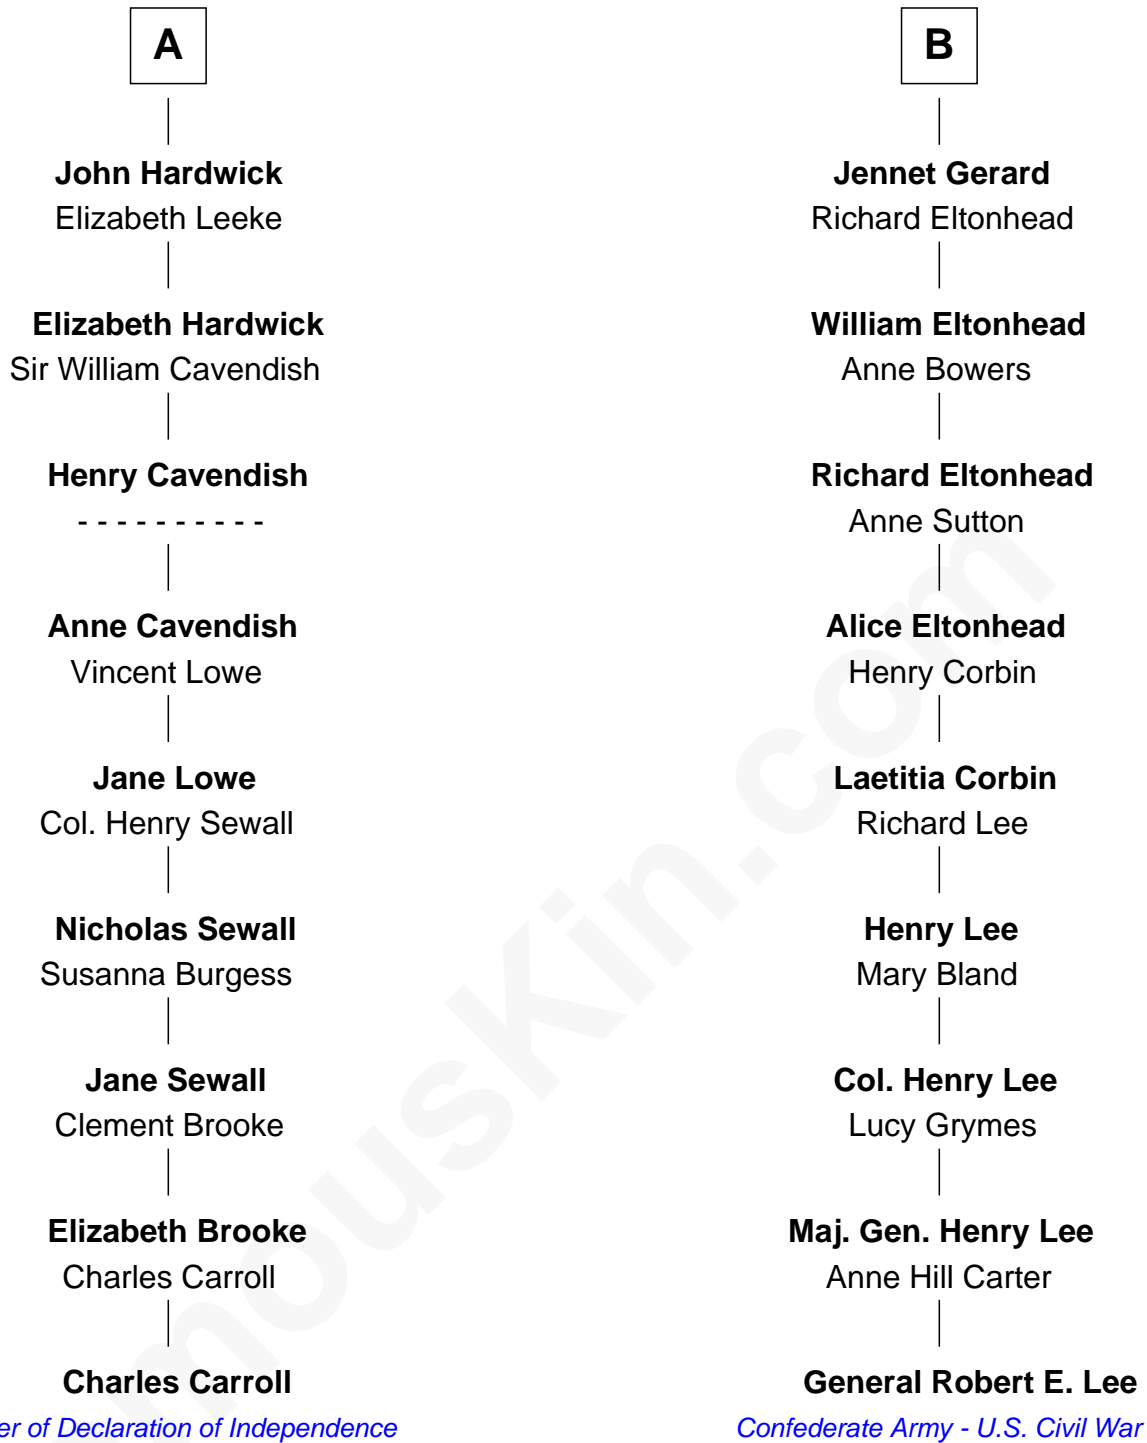 A
John Hardwick
Elizabeth Leeke
Elizabeth Hardwick
Sir William Cavendish
Henry Cavendish
- - - - - - - - - -
Anne Cavendish
Vincent Lowe
Jane Lowe
Col. Henry Sewall
Nicholas Sewall
Susanna Burgess
Jane Sewall
Clement Brooke
Elizabeth Brooke
Charles Carroll
Charles Carroll
of Declaration of Independence
B
Jennet Gerard
Richard Eltonhead
William Eltonhead
Anne Bowers
Richard Eltonhead
Anne Sutton
Alice Eltonhead
Henry Corbin
Laetitia Corbin
Richard Lee
Henry Lee
Mary Bland
Col. Henry Lee
Lucy Grymes
Maj. Gen. Henry Lee
Anne Hill Carter
General Robert E. Lee
Confederate Army - U.S. Civil War
mousKin.com